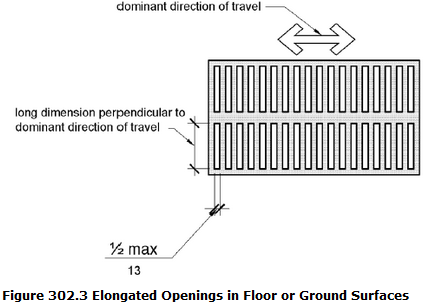 dominant direction of travel
long dimension perpendicular to
dominant direction of travel
½ max
13
Figure 302.3 Elongated Openings in Floor or Ground Surfaces